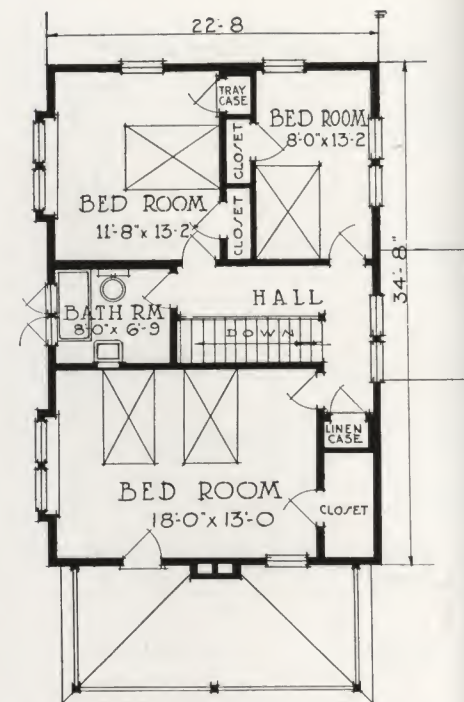 22-8
TRAY
CASE
BED ROOM
8'-0" x 13-2
CLOSET
BED ROOM
11'-8" x 13'-2"
CLOSET
34'-8"
HALL
BATH RM
8'-0" x 6'-9
DOWN
LINEN
CASE
BED ROOM
18'-0" x 13'-0
CLOSET